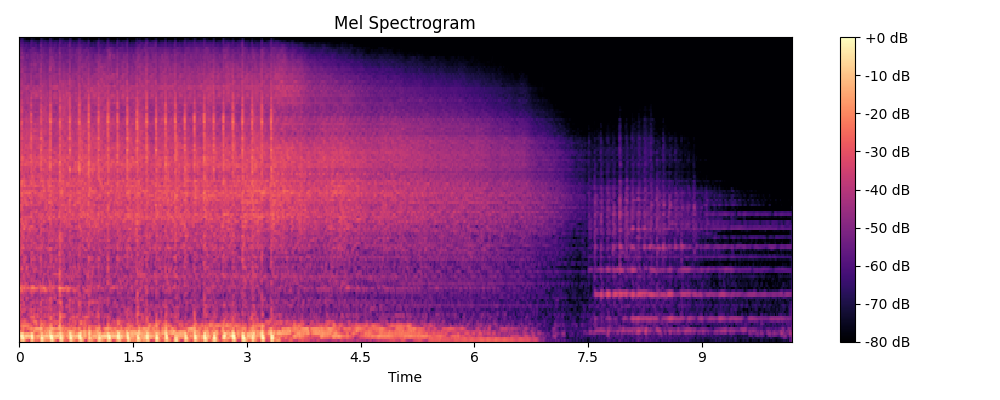 Mel Spectrogram
+0 dB
-10 dB
-20 dB
-30 dB
-40 dB
-50 dB
-60 dB
-70 dB
-80 dB
0 1.5 3 4.5 6 7.5 9
Time